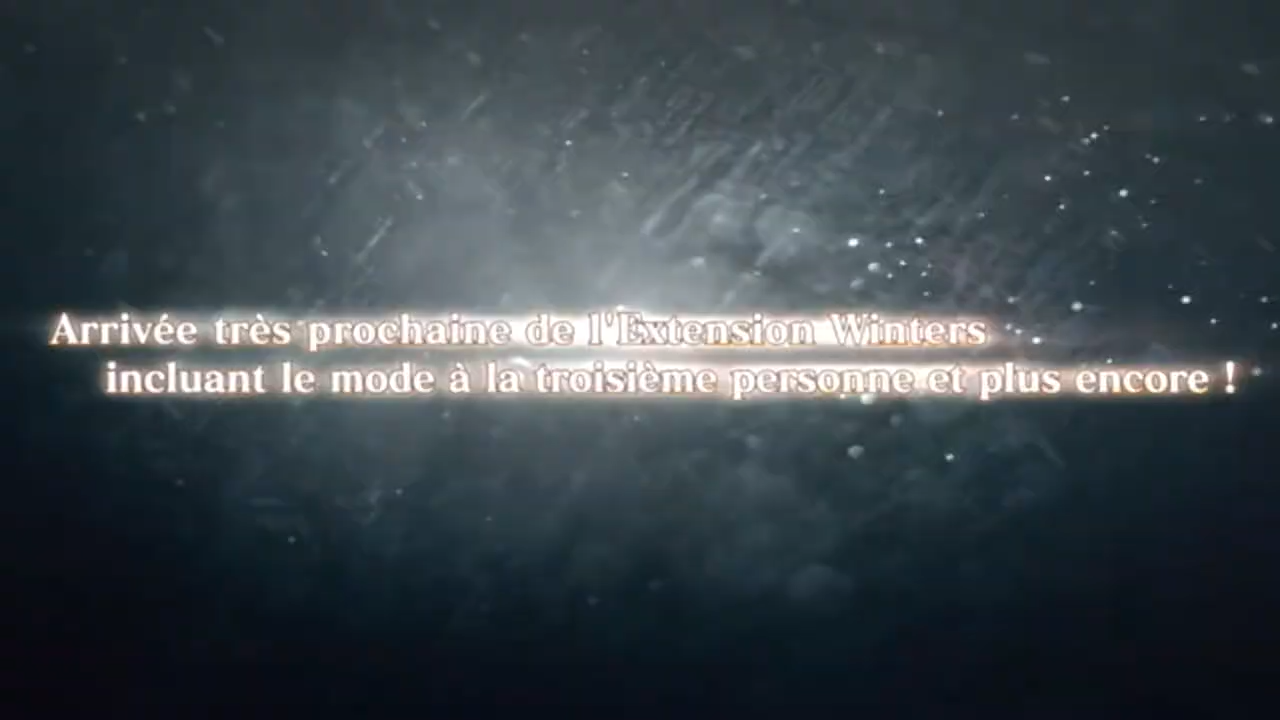 Arrivée très prochaine de l'Extension Winters
incluant le mode à la troisième personne et plus encore !